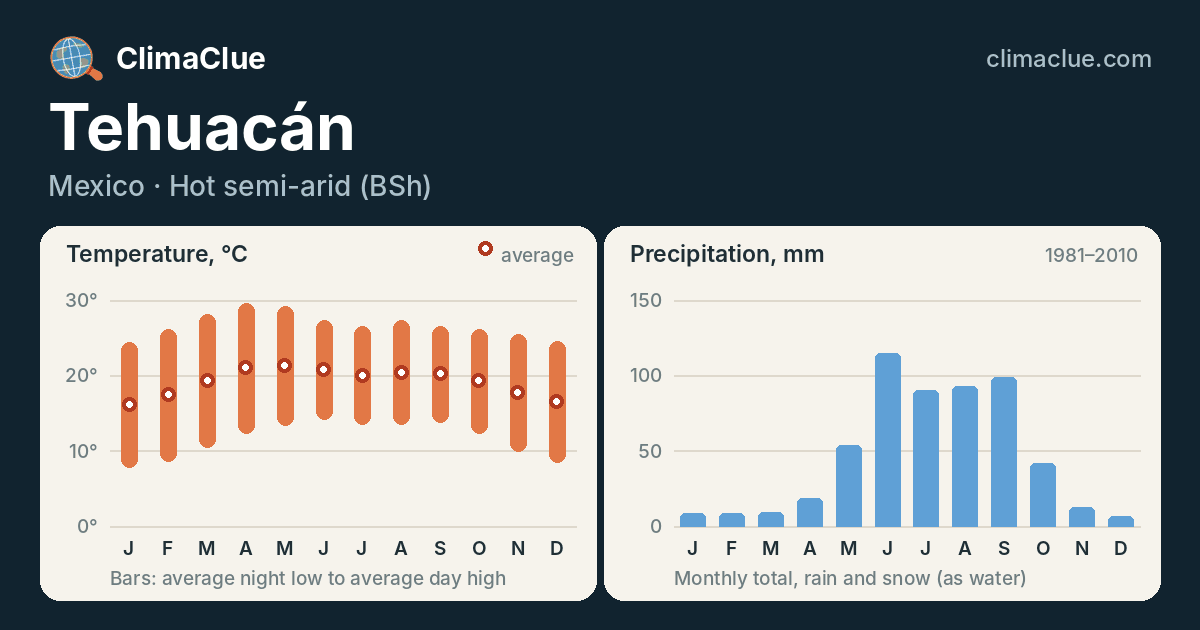 ClimaClue
climaclue.com
Tehuacán
Mexico · Hot semi-arid (BSh)
Temperature, °C
average
30°
20°
10°
0°
J F M A M J J A S O N D
Bars: average night low to average day high
Precipitation, mm
1981–2010
150
100
50
0
J F M A M J J A S O N D
Monthly total, rain and snow (as water)